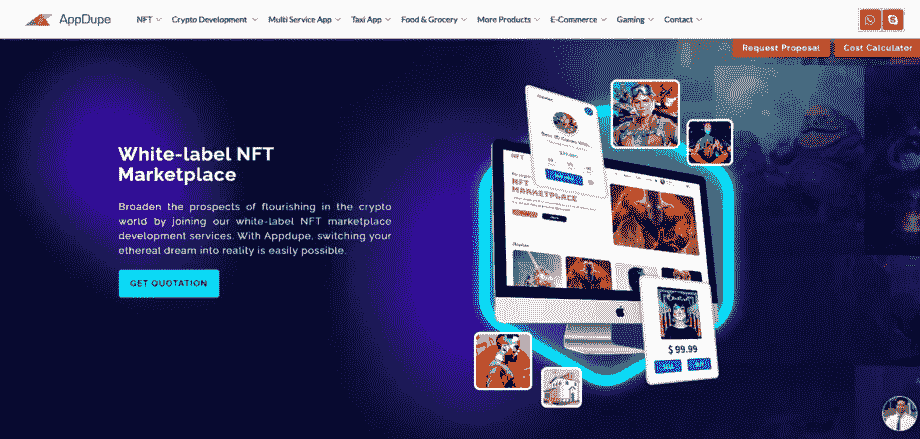 AppDupe
NFT Crypto Development Multi Service App Taxi App Food & Grocery More Products E-Commerce Gaming Contact
Request Proposal Cost Calculator
White-label NFT
Marketplace
Broaden the prospects of flourishing in the crypto
world by joining our white-label NFT marketplace
development services. With Appdupe, switching your
ethereal dream into reality is easily possible.
GET QUOTATION
NFT
NFT
MARKETPLACE
$ 99.99